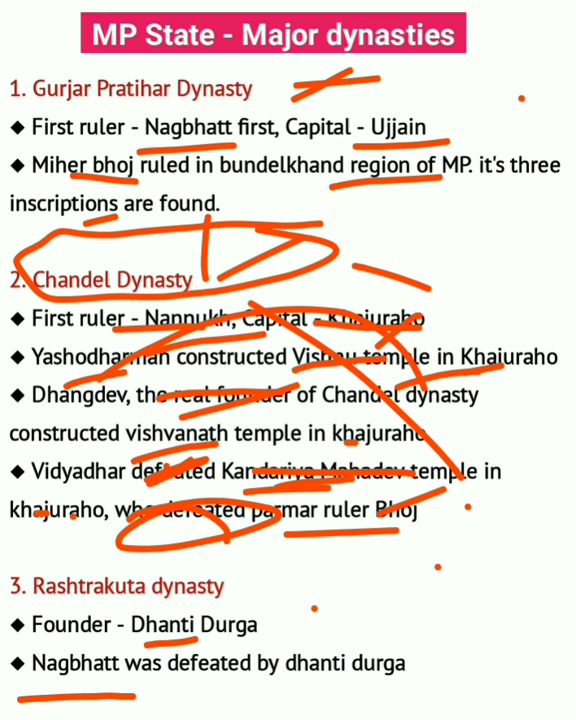 MP State - Major dynasties
1. Gurjar Pratihar Dynasty
◆ First ruler - Nagbhatt first, Capital - Ujjain
◆ Miher bhoj ruled in bundelkhand region of MP. it's three
inscriptions are found.
2. Chandel Dynasty
◆ First ruler - Nannukh, Capital - Khajuraho
◆ Yashodharman constructed Vishnu temple in Khajuraho
◆ Dhangdev, the real founder of Chandel dynasty
constructed vishvanath temple in khajuraho
◆ Vidyadhar defeated Kandariya Mahadev temple in
khajuraho, who defeated parmar ruler Bhoj
3. Rashtrakuta dynasty
◆ Founder - Dhanti Durga
◆ Nagbhatt was defeated by dhanti durga